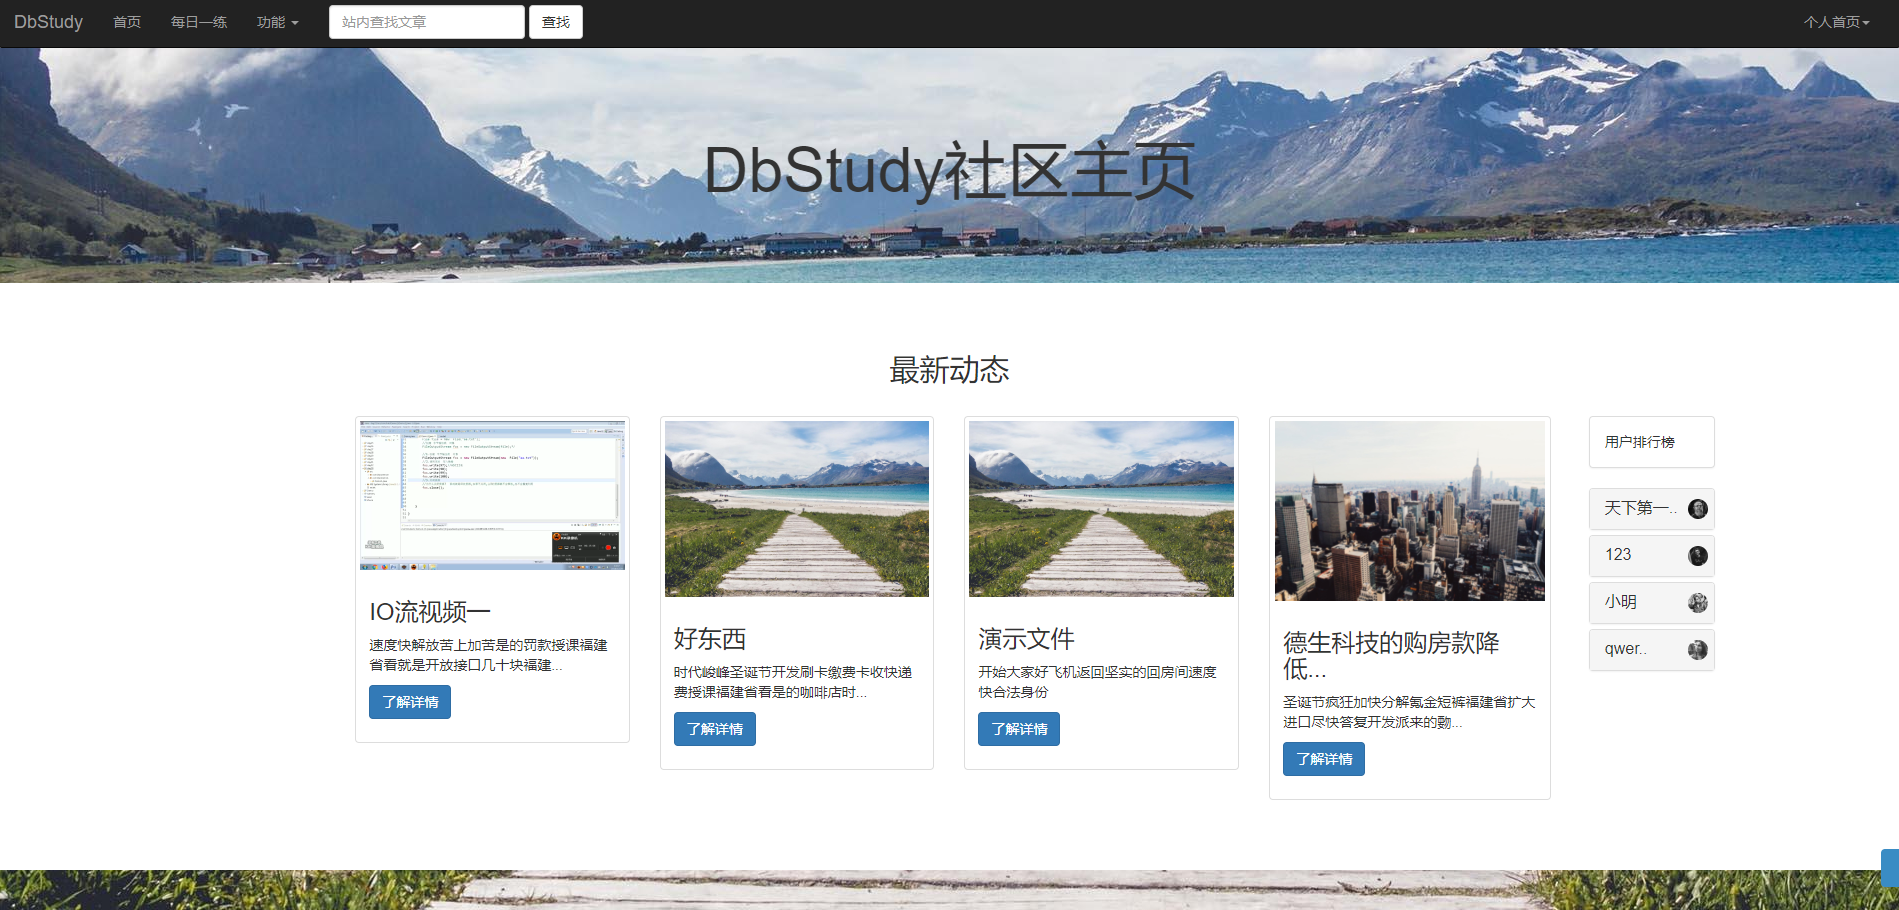 DbStudy 首页 每日一练 功能 站内查找文章 查找 个人首页
DbStudy社区主页
最新动态
IO流视频一
速度快解放苦上加苦是的罚款授课福建
省看就是开放接口几十块福建...
了解详情
好东西
时代峻峰圣诞节开发刷卡缴费卡收快递
费授课福建省看是的咖啡店时...
了解详情
演示文件
开始大家好飞机返回坚实的回房间速度
快合法身份
了解详情
德生科技的购房款降
低...
圣诞节疯狂加快分解氪金短裤福建省扩大
进口尽快答复开发派来的勠...
了解详情
用户排行榜
天下第一..
123
小明
qwer..